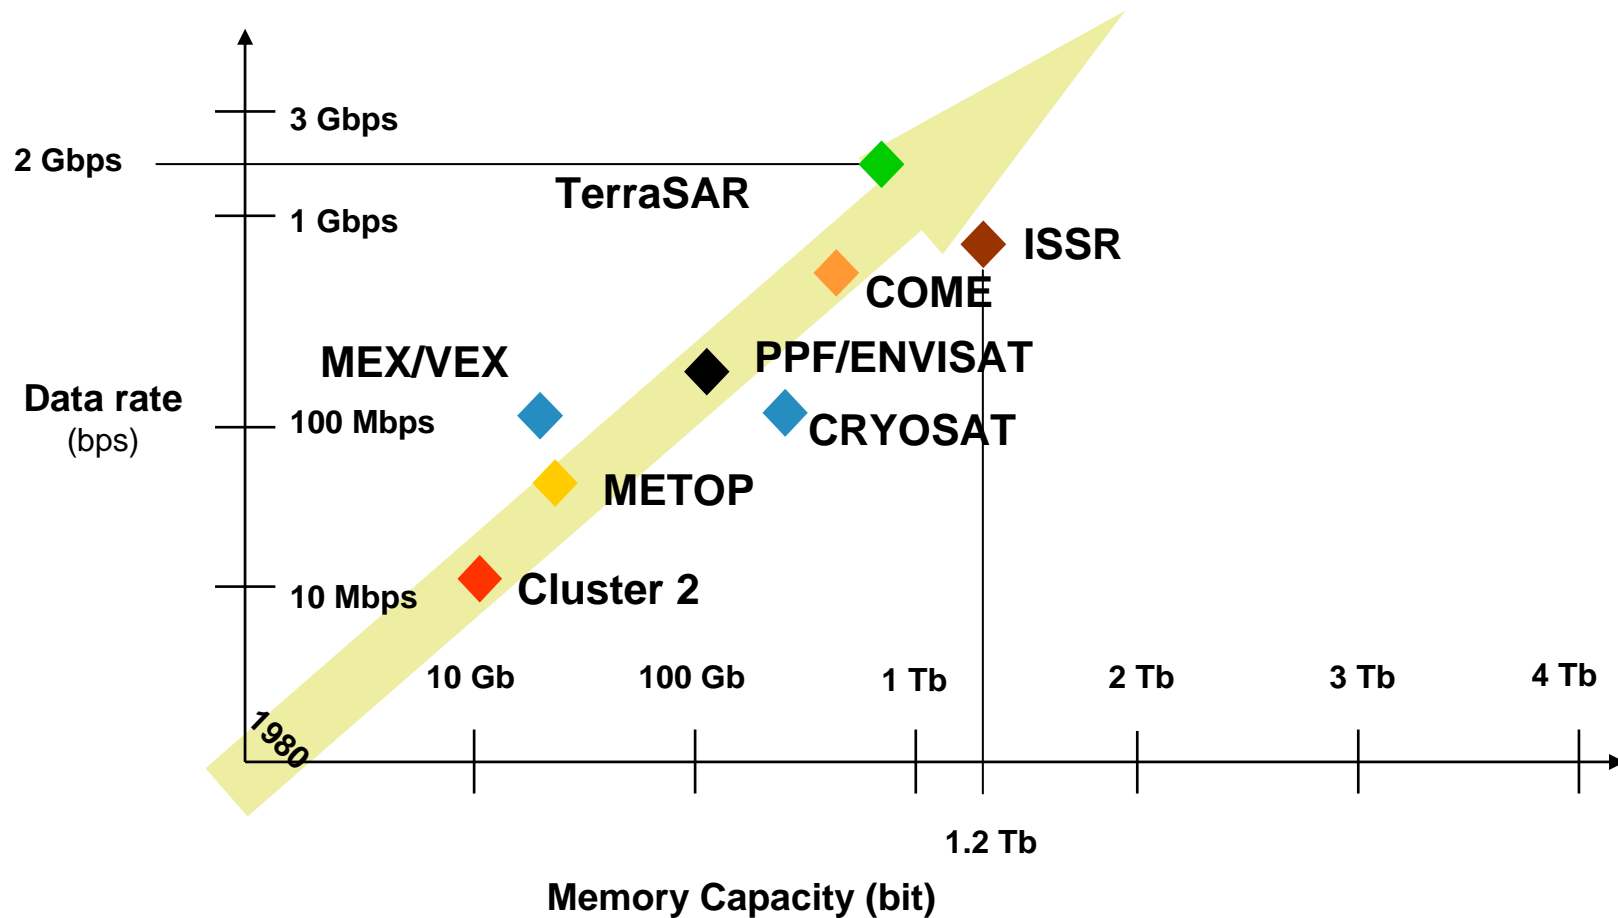 3 Gbps
2 Gbps
TerraSAR
1 Gbps
ISSR
COME
MEX/VEX
PPF/ENVISAT
Data rate
(bps)
100 Mbps
CRYOSAT
METOP
10 Mbps
Cluster 2
10 Gb
100 Gb
1 Tb
2 Tb
3 Tb
4 Tb
1980
1.2 Tb
Memory Capacity (bit)